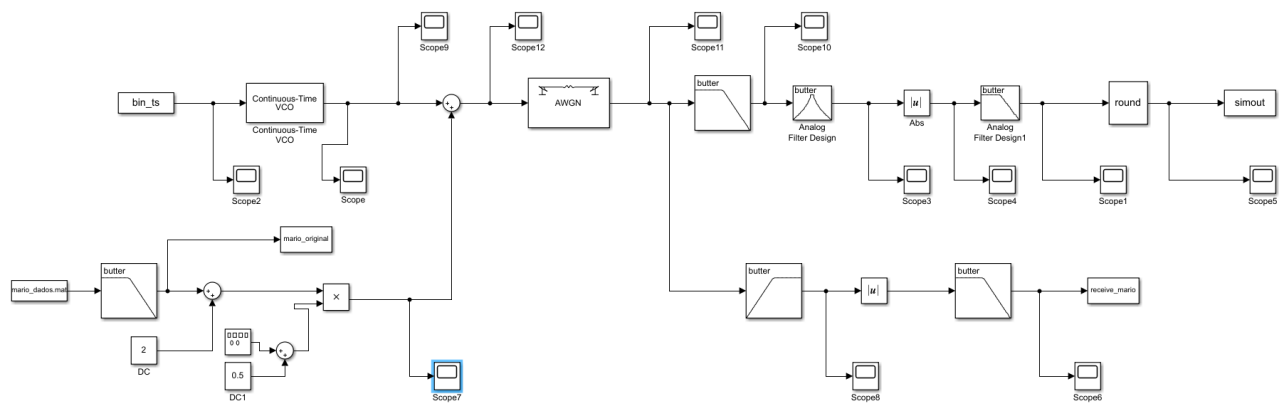 Scope9
Scope12
Scope11
Scope10
bin_ts
Continuous-Time
VCO
Continuous-Time
VCO
AWGN
butter
butter
Analog
Filter Design
|u|
Abs
butter
Analog
Filter Design1
round
simout
Scope2
Scope
Scope3
Scope4
Scope1
Scope5
mario_original
mario_dados.mat
butter
×
2
DC
0.5
DC1
Scope7
butter
|u|
butter
receive_mario
Scope8
Scope6